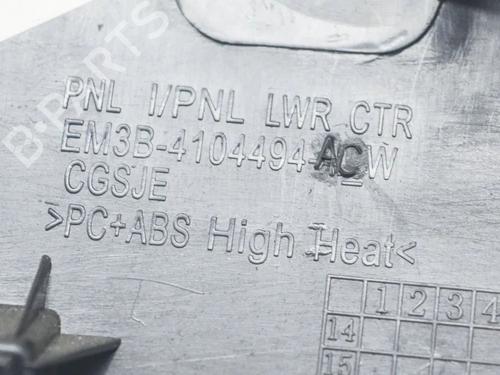 B-PARTS
PNL I/PNL LWR CTR
EM3B-4104494-ACW
CGSJE
>PC+ABS High Heat<
1 2 3 4
14
15